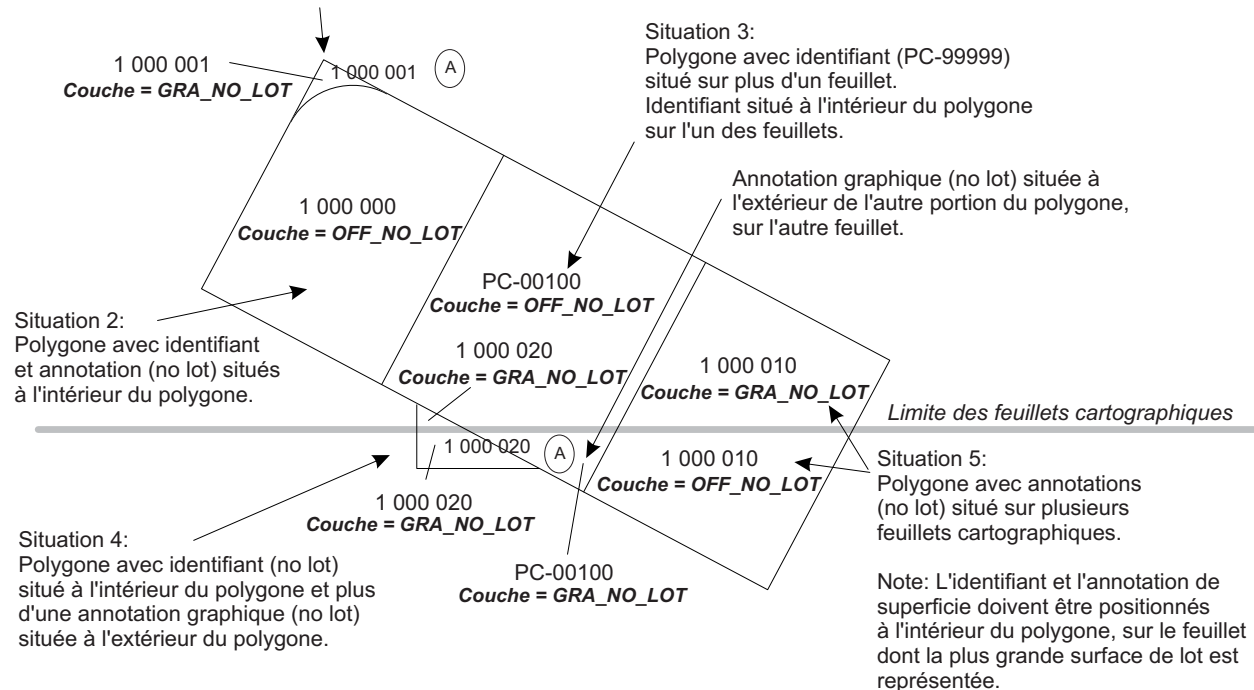 1 000 001
Couche = GRA_NO_LOT
1 000 001
A
Situation 3:
Polygone avec identifiant (PC-99999)
situé sur plus d'un feuillet.
Identifiant situé à l'intérieur du polygone
sur l'un des feuillets.
Annotation graphique (no lot) située à
l'extérieur de l'autre portion du polygone,
sur l'autre feuillet.
1 000 000
Couche = OFF_NO_LOT
PC-00100
Couche = OFF_NO_LOT
Situation 2:
Polygone avec identifiant
et annotation (no lot) situés
à l'intérieur du polygone.
1 000 020
Couche = GRA_NO_LOT
1 000 010
Couche = GRA_NO_LOT
Limite des feuillets cartographiques
1 000 020
A
1 000 010
Couche = OFF_NO_LOT
Situation 5:
Polygone avec annotations
(no lot) situé sur plusieurs
feuillets cartographiques.
1 000 020
Couche = GRA_NO_LOT
Situation 4:
Polygone avec identifiant (no lot)
situé à l'intérieur du polygone et plus
d'une annotation graphique (no lot)
située à l'extérieur du polygone.
PC-00100
Couche = GRA_NO_LOT
Note: L'identifiant et l'annotation de
superficie doivent être positionnés
à l'intérieur du polygone, sur le feuillet
dont la plus grande surface de lot est
représentée.